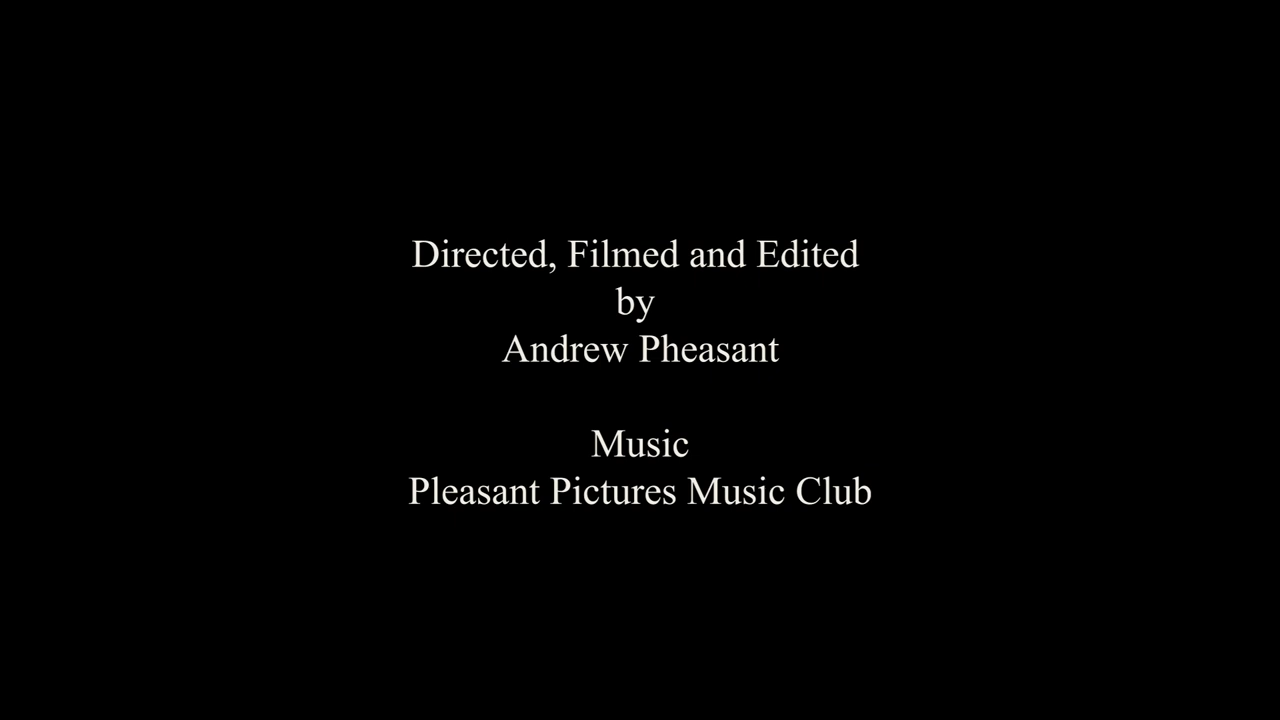 Directed, Filmed and Edited
by
Andrew Pheasant
Music
Pleasant Pictures Music Club